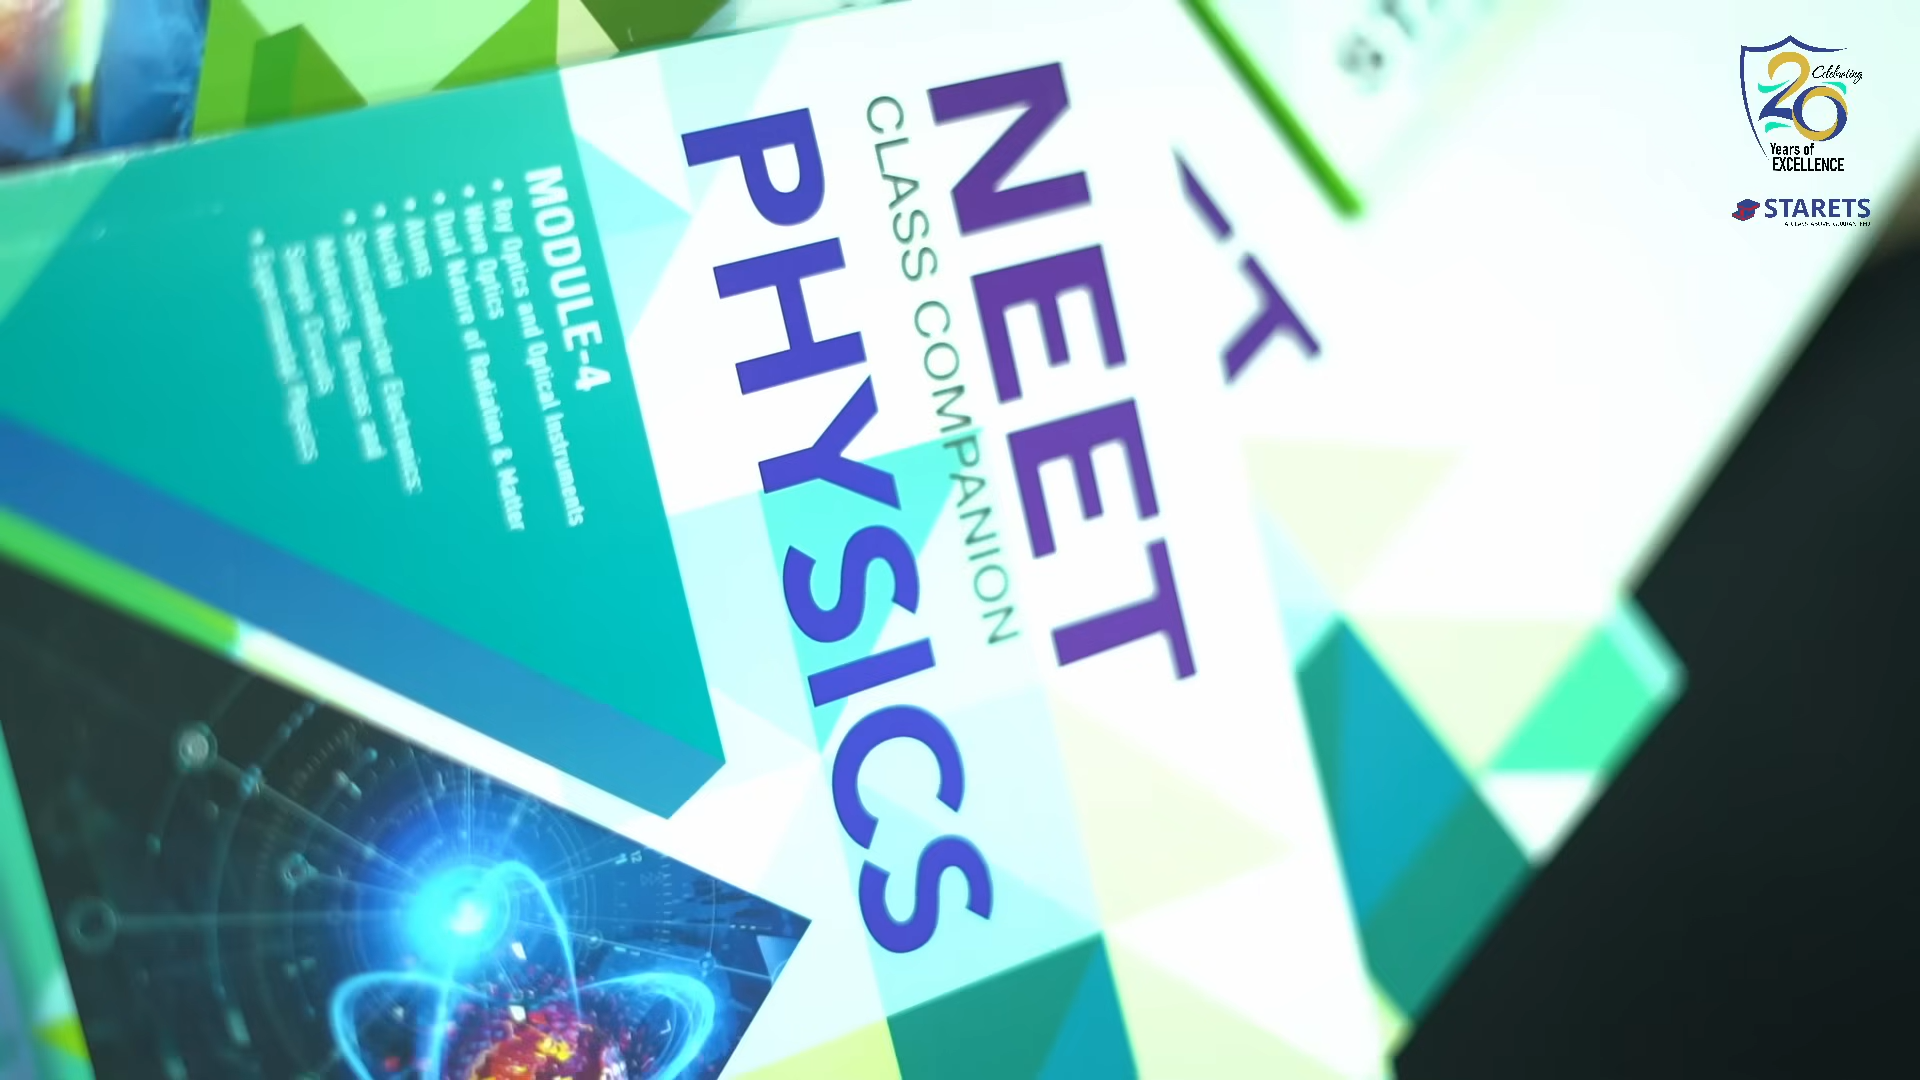 NEET
CLASS COMPANION
PHYSICS
MODULE-4
• Ray Optics and Optical Instruments
• Wave Optics
• Dual Nature of Radiation & Matter
• Atoms
• Nuclei
• Semiconductor Electronics:
Materials, Devices and
Simple Circuits
• Experimental Physics
Celebrating
20
Years of
EXCELLENCE
STARETS